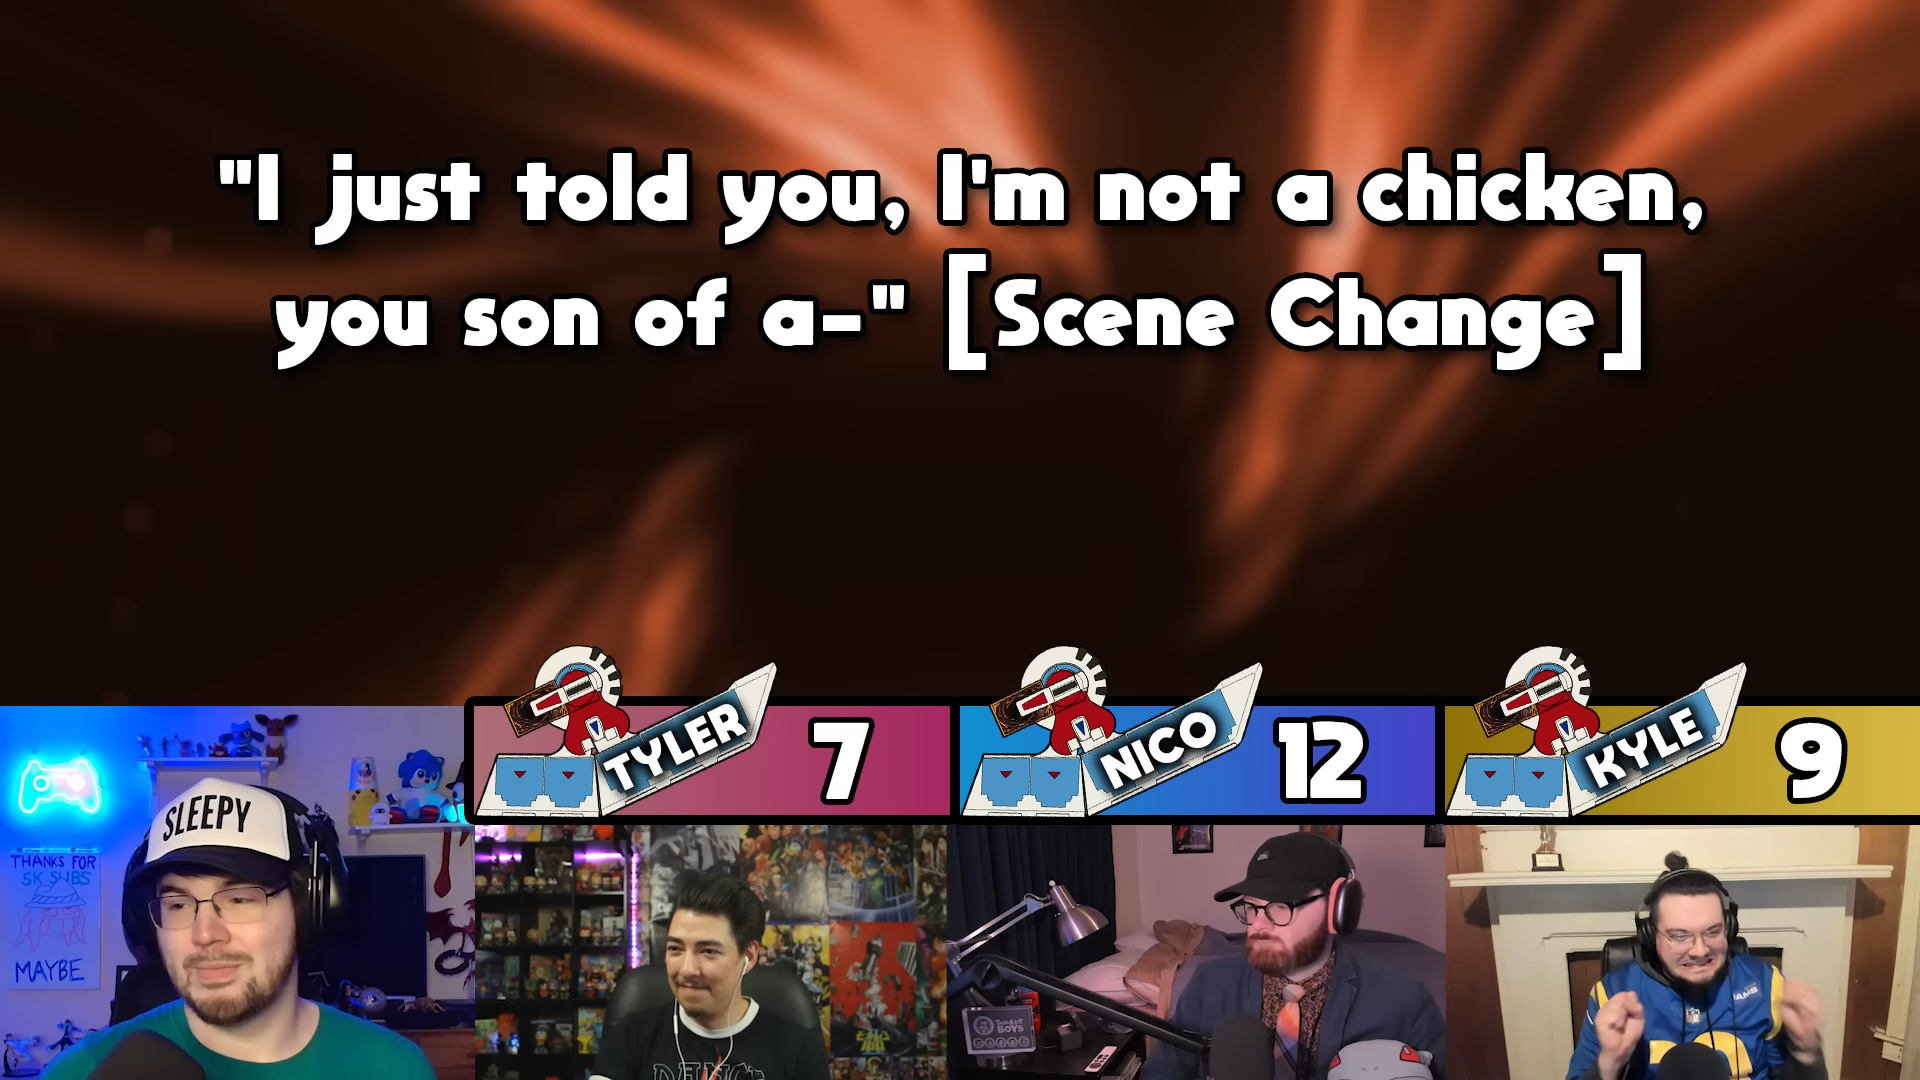 "I just told you, I'm not a chicken,
you son of a-" [Scene Change]
TYLER 7
NICO 12
KYLE 9
SLEEPY
THANKS FOR
5K SUBS
MAYBE
BOYS